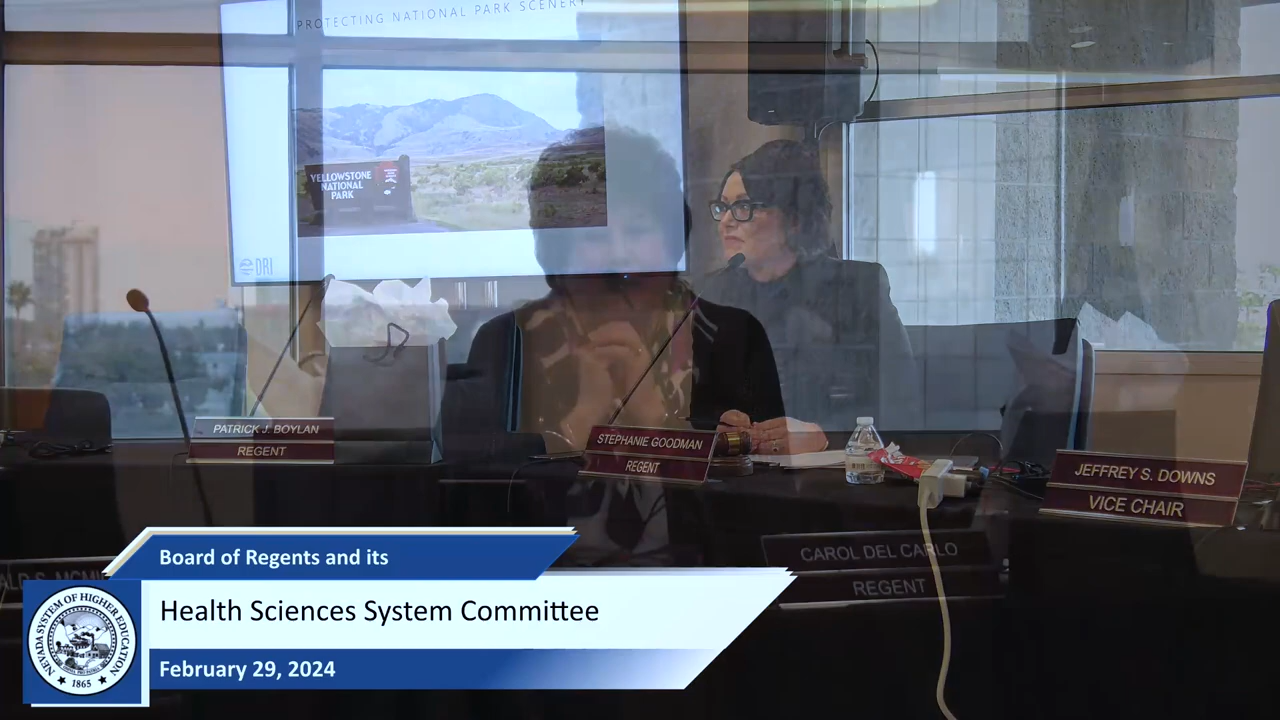 PROTECTING NATIONAL PARK SCENERY
YELLOWSTONE
NATIONAL
PARK
DRI
PATRICK J. BOYLAN
REGENT
STEPHANIE GOODMAN
REGENT
JEFFREY S. DOWNS
VICE CHAIR
CAROL DEL CARLO
REGENT
Board of Regents and its
Health Sciences System Committee
February 29, 2024
NEVADA SYSTEM OF HIGHER EDUCATION
1865